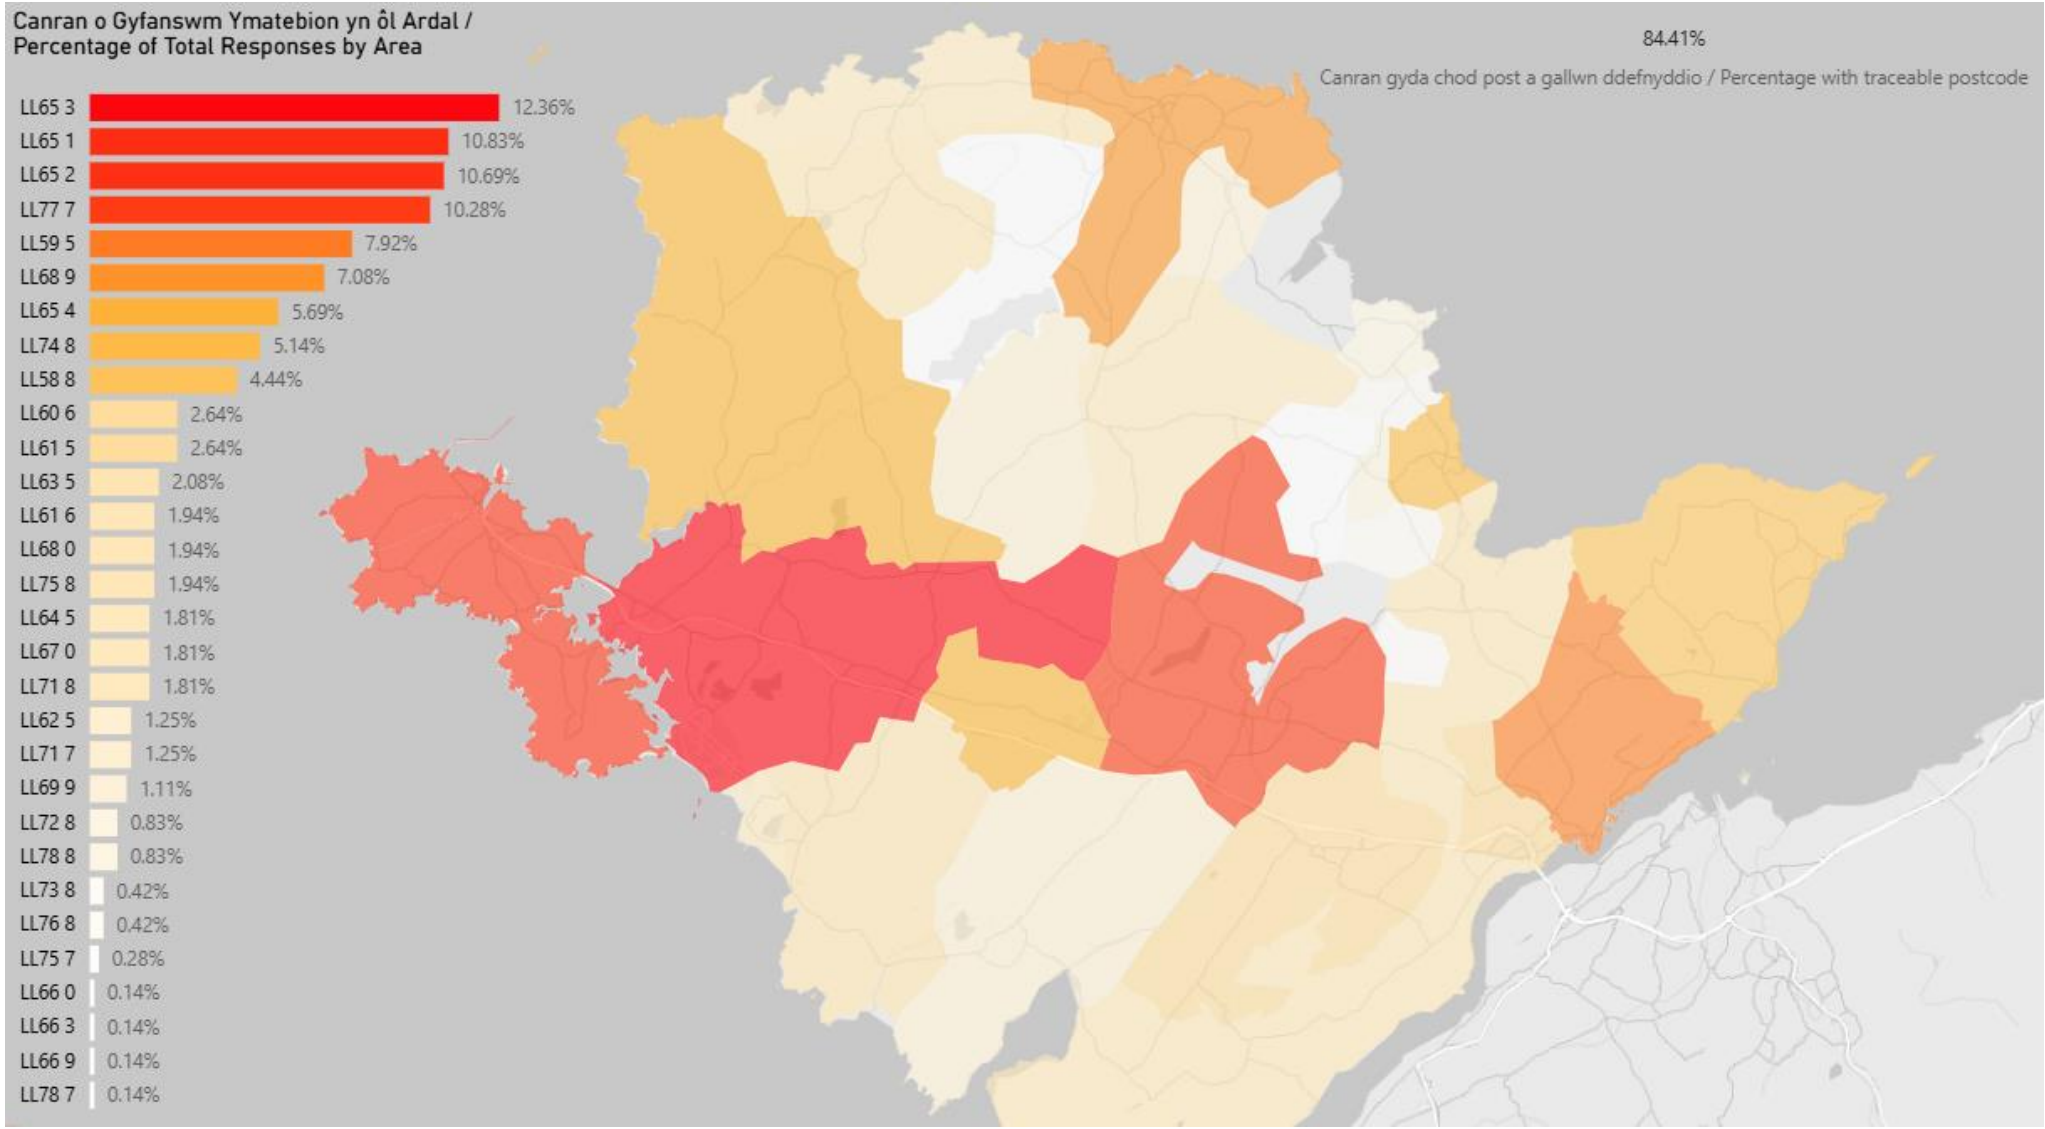 Canran o Gyfanswm Ymatebion yn ôl Ardal /
Percentage of Total Responses by Area
84.41%
Canran gyda chod post a gallwn ddefnyddio / Percentage with traceable postcode
LL65 3 12.36%
LL65 1 10.83%
LL65 2 10.69%
LL77 7 10.28%
LL59 5 7.92%
LL68 9 7.08%
LL65 4 5.69%
LL74 8 5.14%
LL58 8 4.44%
LL60 6 2.64%
LL61 5 2.64%
LL63 5 2.08%
LL61 6 1.94%
LL68 0 1.94%
LL75 8 1.94%
LL64 5 1.81%
LL67 0 1.81%
LL71 8 1.81%
LL62 5 1.25%
LL71 7 1.25%
LL69 9 1.11%
LL72 8 0.83%
LL78 8 0.83%
LL73 8 0.42%
LL76 8 0.42%
LL75 7 0.28%
LL66 0 0.14%
LL66 3 0.14%
LL66 9 0.14%
LL78 7 0.14%